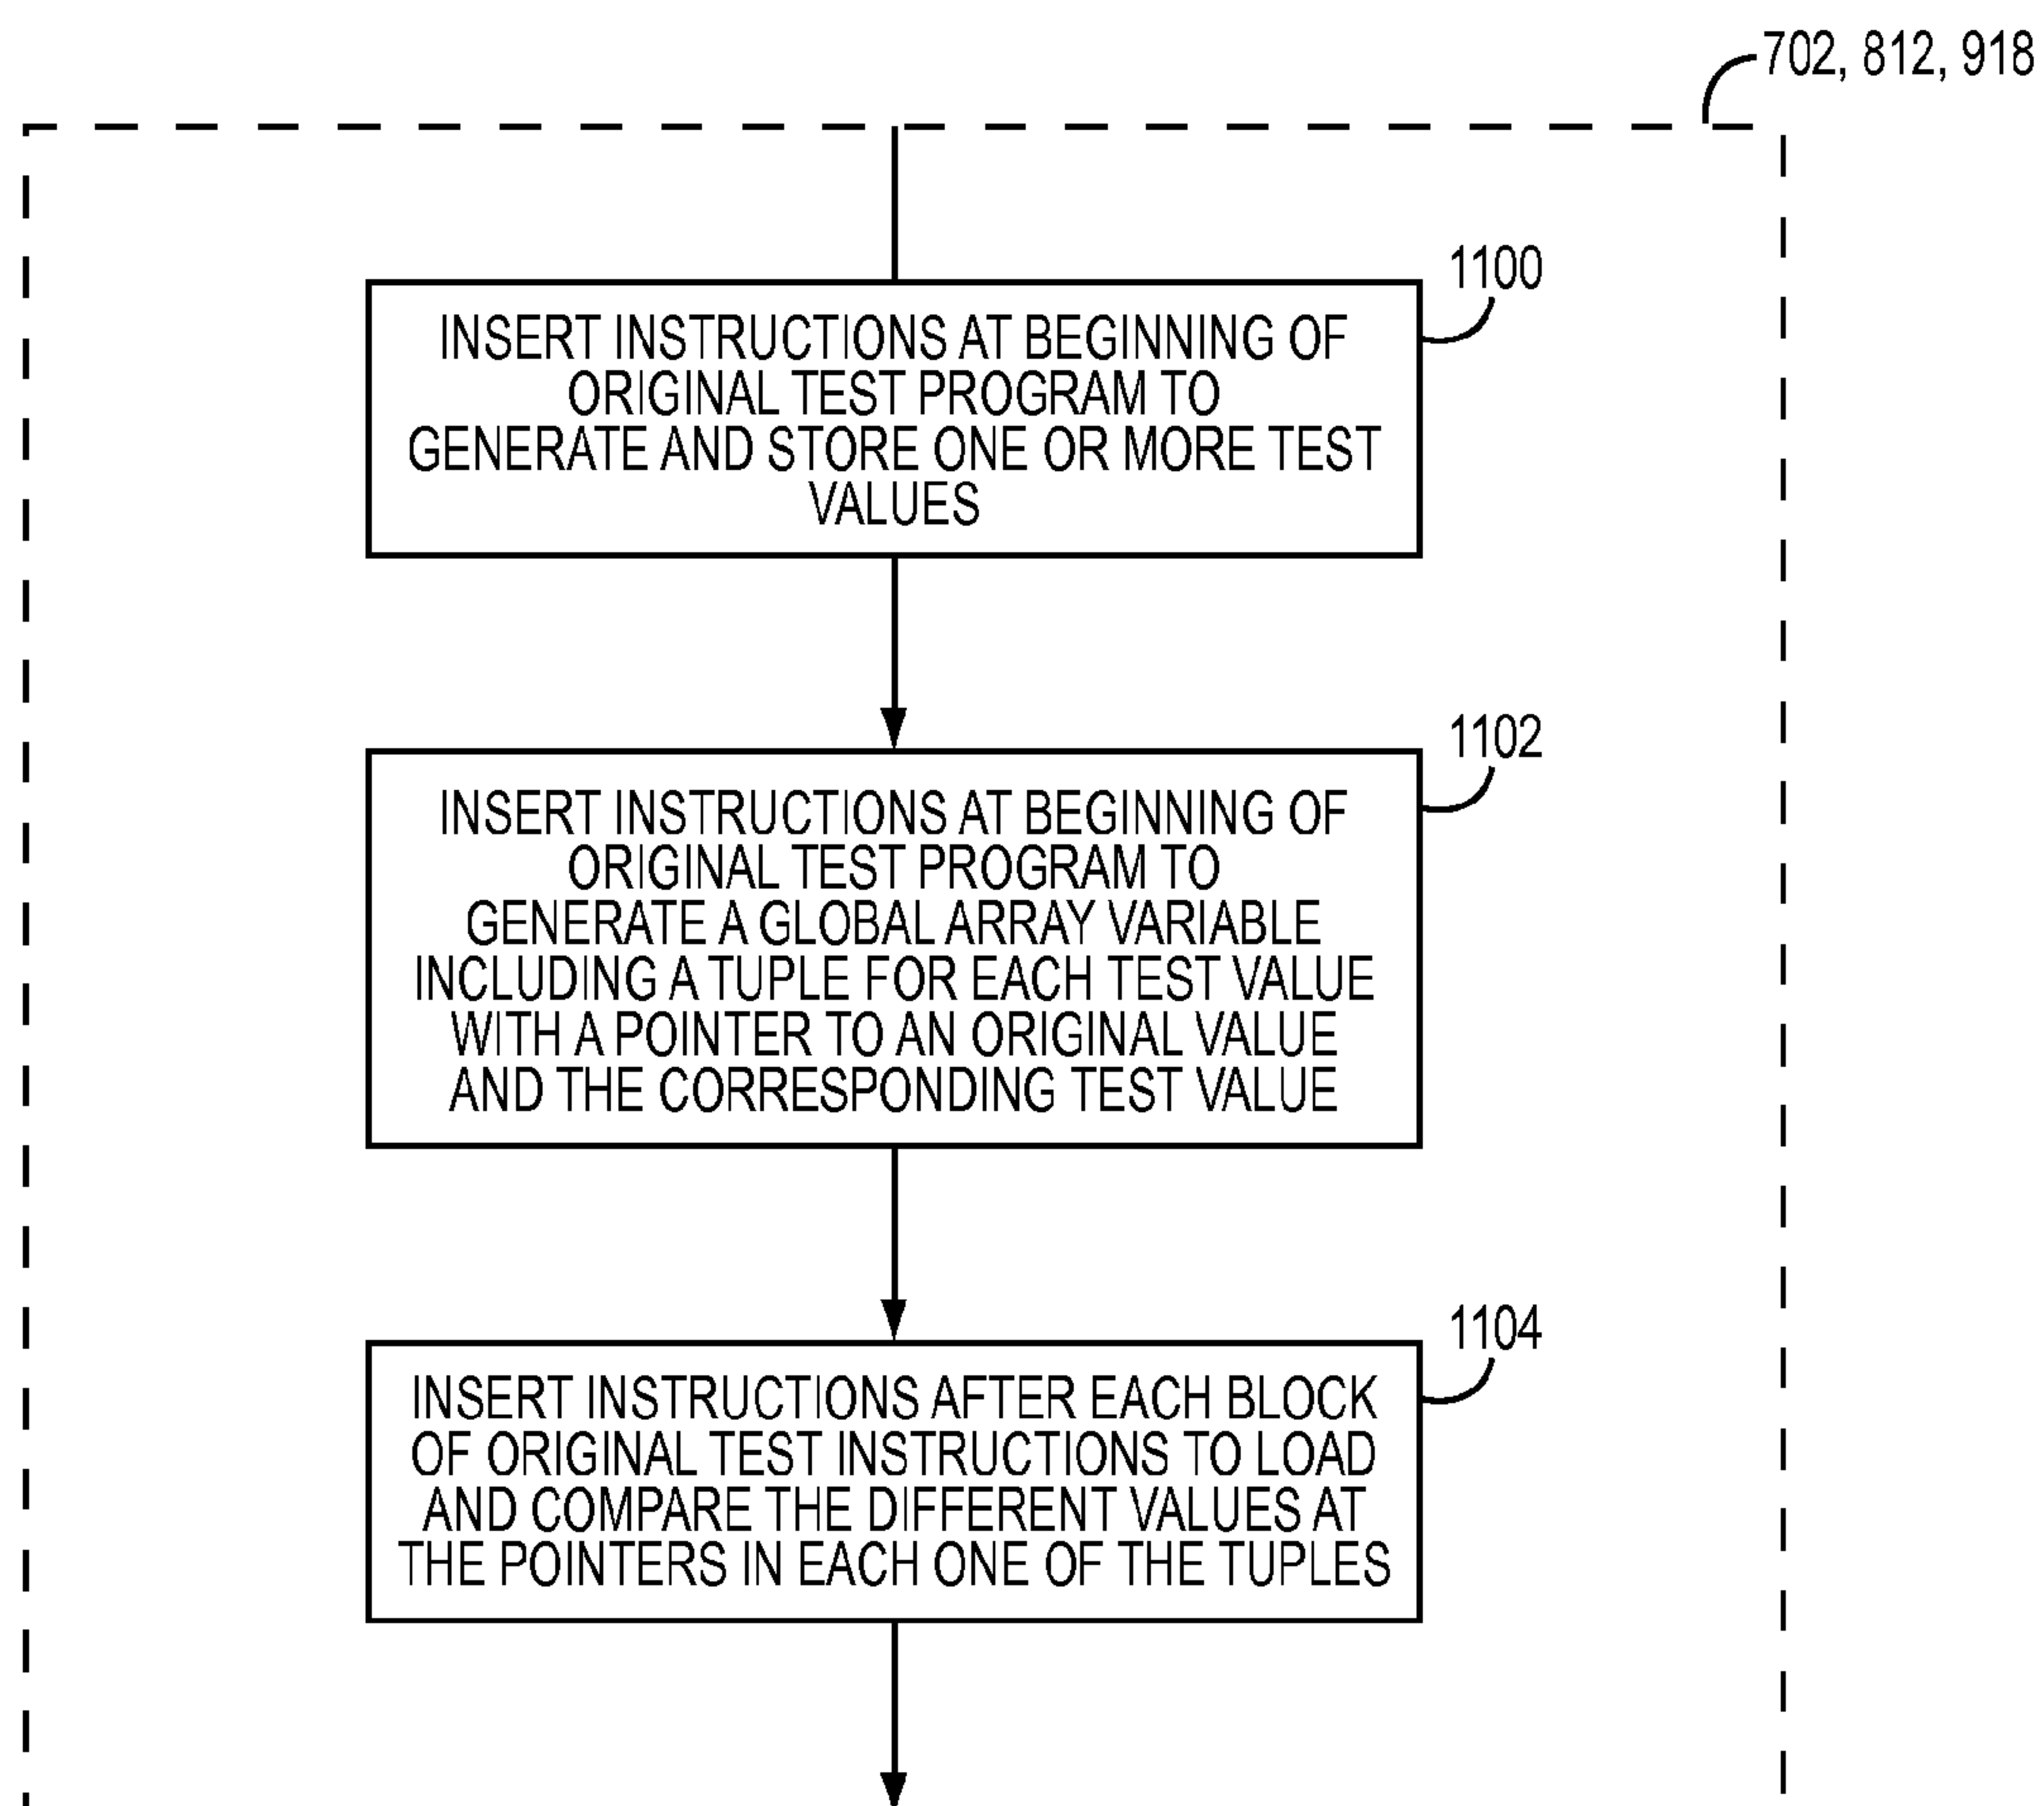 702, 812, 918
1100
INSERT INSTRUCTIONS AT BEGINNING OF
ORIGINAL TEST PROGRAM TO
GENERATE AND STORE ONE OR MORE TEST
VALUES
1102
INSERT INSTRUCTIONS AT BEGINNING OF
ORIGINAL TEST PROGRAM TO
GENERATE A GLOBAL ARRAY VARIABLE
INCLUDING A TUPLE FOR EACH TEST VALUE
WITH A POINTER TO AN ORIGINAL VALUE
AND THE CORRESPONDING TEST VALUE
1104
INSERT INSTRUCTIONS AFTER EACH BLOCK
OF ORIGINAL TEST INSTRUCTIONS TO LOAD
AND COMPARE THE DIFFERENT VALUES AT
THE POINTERS IN EACH ONE OF THE TUPLES